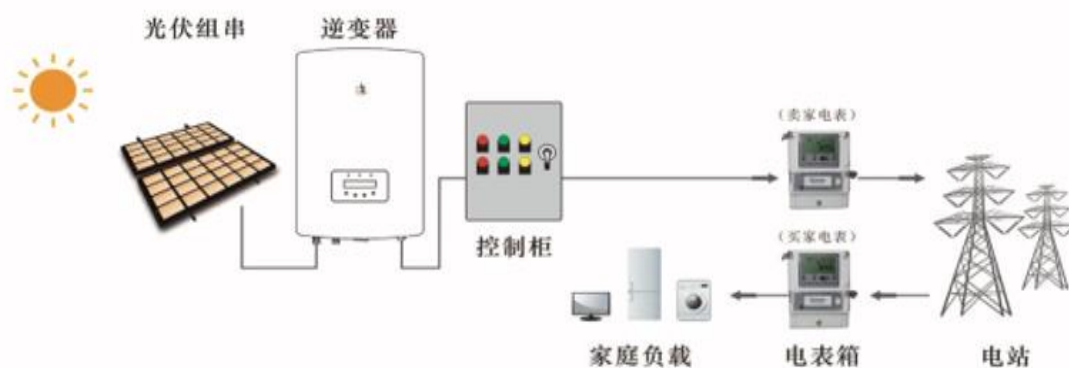 光伏组串
逆变器
（卖家电表）
控制柜
（买家电表）
家庭负载
电表箱
电站